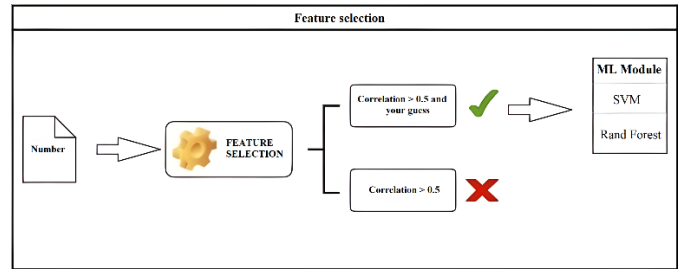 Feature selection
Number
FEATURE
SELECTION
Correlation > 0.5 and
your guess
Correlation > 0.5
ML Module
SVM
Rand Forest